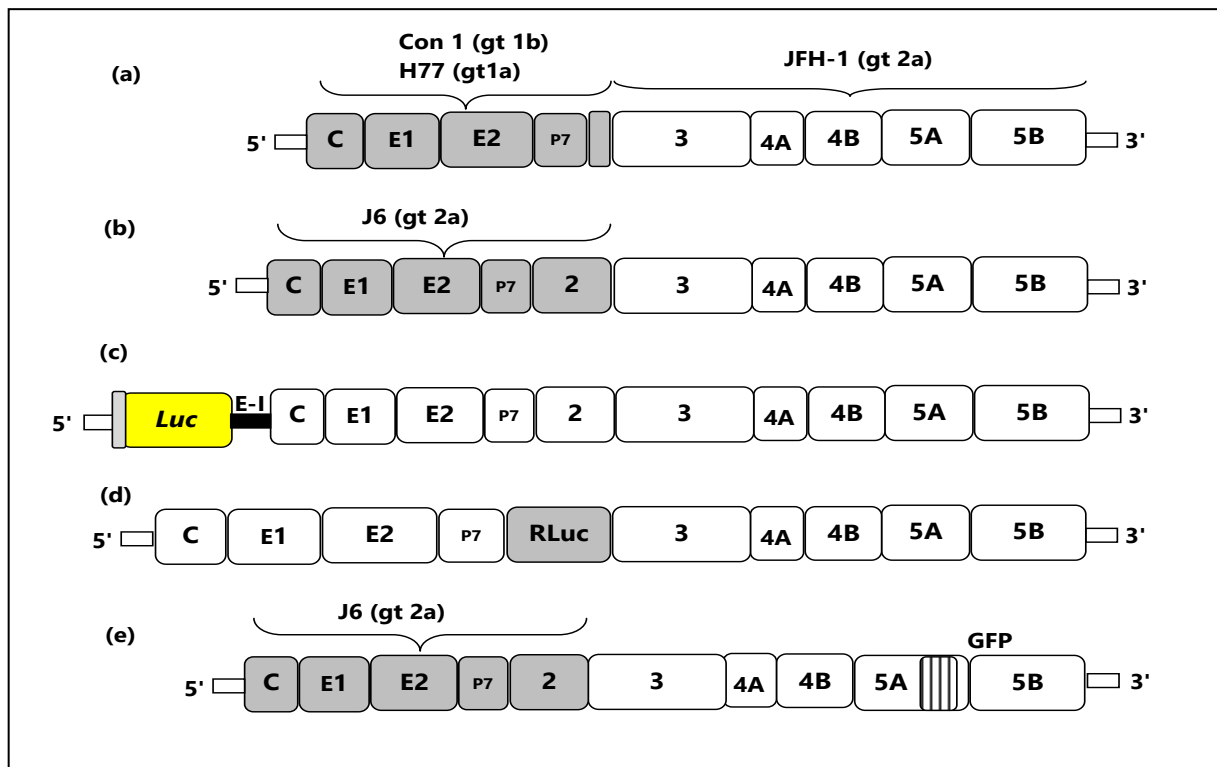 Con 1 (gt 1b)
(a) H77 (gt1a) JFH-1 (gt 2a)
5' C E1 E2 P7 3 4A 4B 5A 5B 3'
(b) J6 (gt 2a)
5' C E1 E2 P7 2 3 4A 4B 5A 5B 3'
(c)
5' Luc E-I C E1 E2 P7 2 3 4A 4B 5A 5B 3'
(d)
5' C E1 E2 P7 RLuc 3 4A 4B 5A 5B 3'
(e) J6 (gt 2a)
GFP
5' C E1 E2 P7 2 3 4A 4B 5A 5B 3'